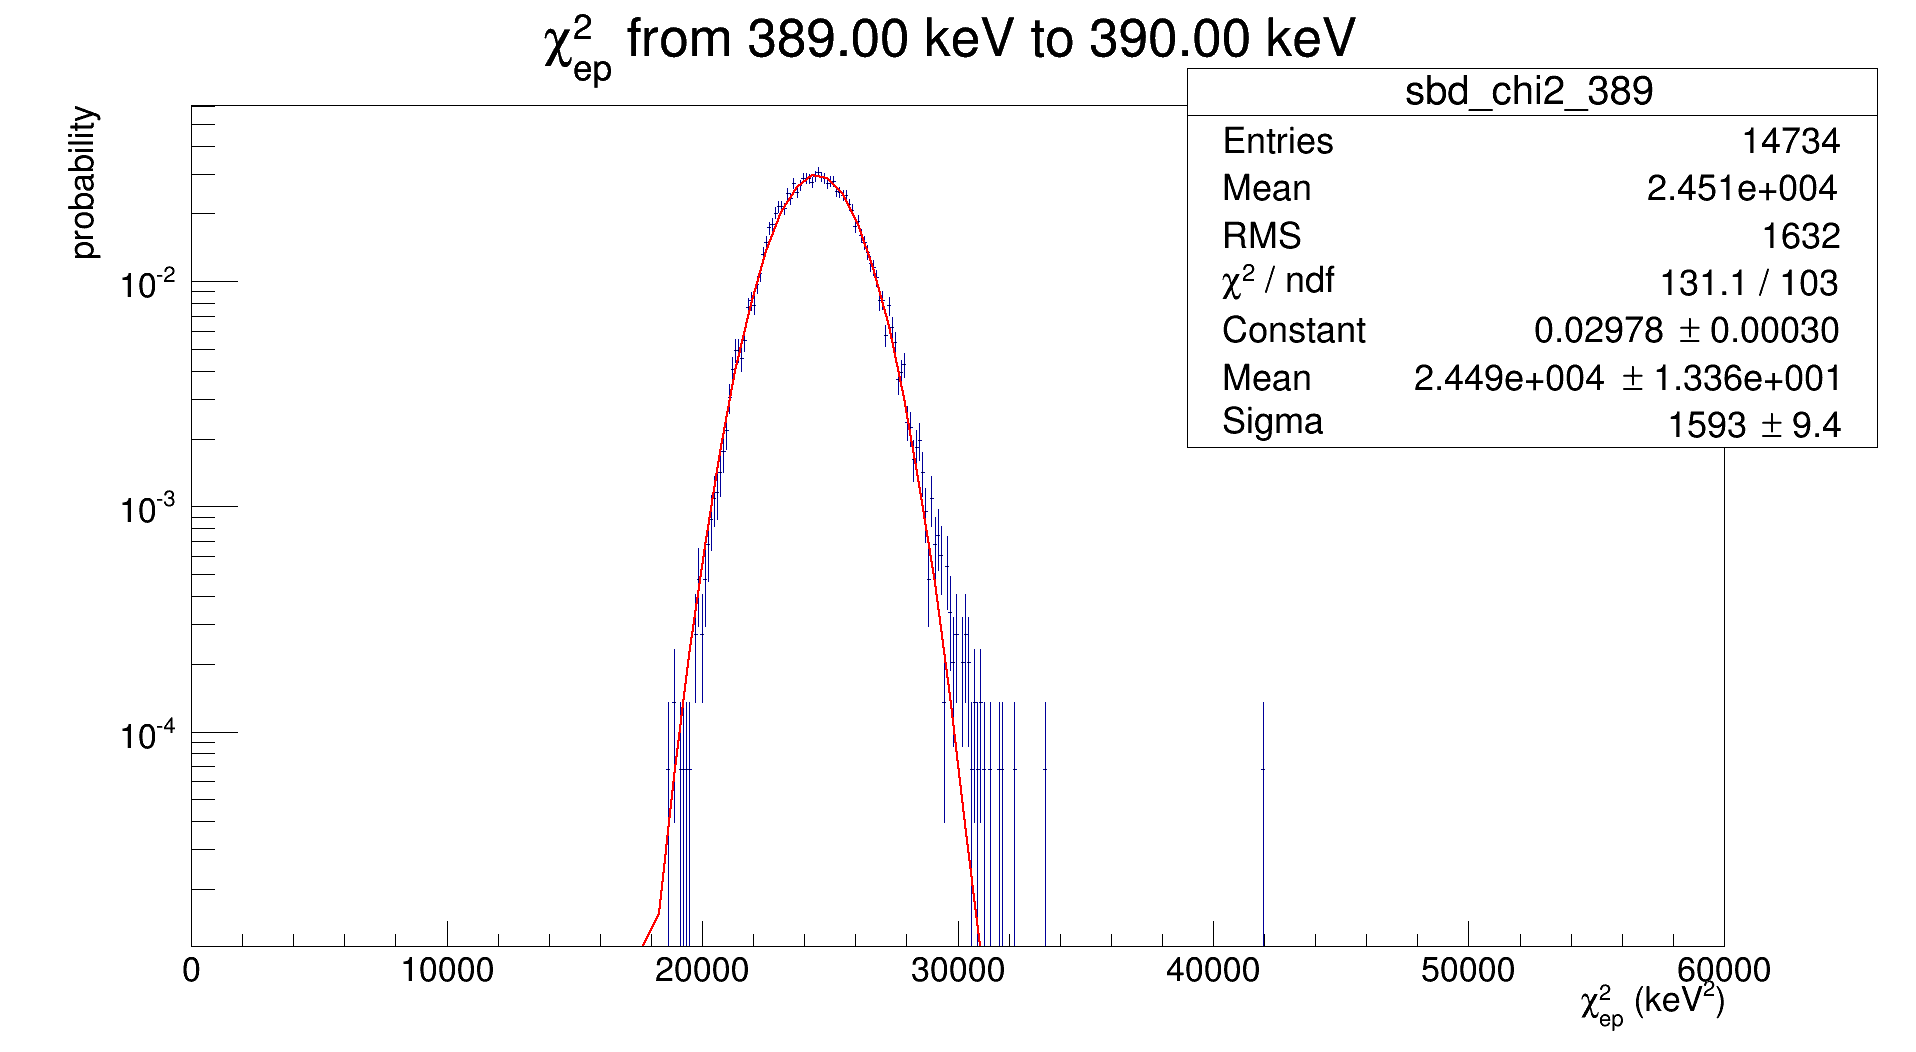 χ²ep from 389.00 keV to 390.00 keV
sbd_chi2_389
Entries 14734
Mean 2.451e+004
RMS 1632
χ² / ndf 131.1 / 103
Constant 0.02978 ± 0.00030
Mean 2.449e+004 ± 1.336e+001
Sigma 1593 ± 9.4
probability
10⁻²
10⁻³
10⁻⁴
0 10000 20000 30000 40000 50000 60000
χ²ep (keV²)